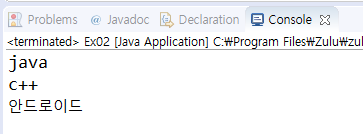 Problems @ Javadoc Declaration Console
<terminated> Ex02 [Java Application] C:₩Program Files₩Zulu₩zul
java
c++
안드로이드